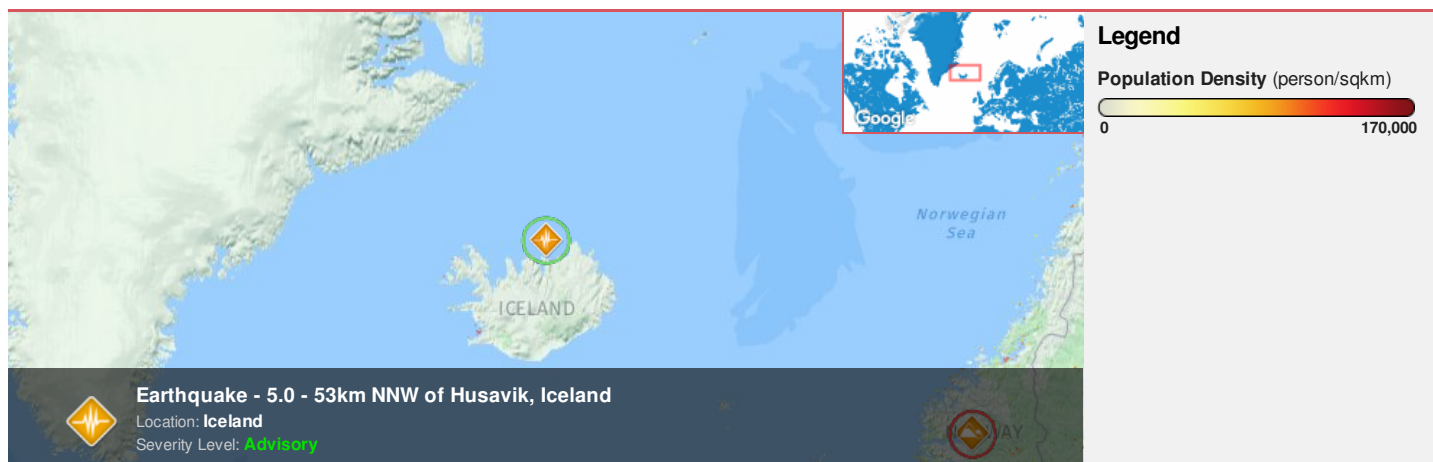 Google
Norwegian
Sea
ICELAND
Earthquake - 5.0 - 53km NNW of Husavik, Iceland
Location: Iceland
Severity Level: Advisory
Legend
Population Density (person/sqkm)
0 170,000